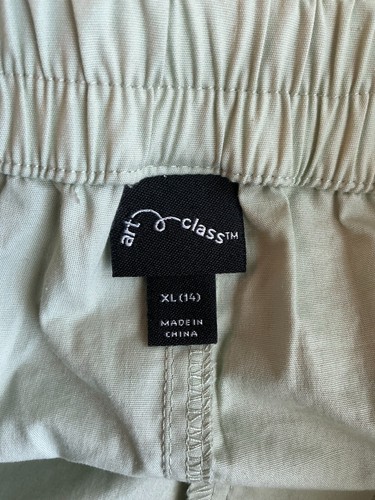 art class™
XL (14)
MADE IN
CHINA